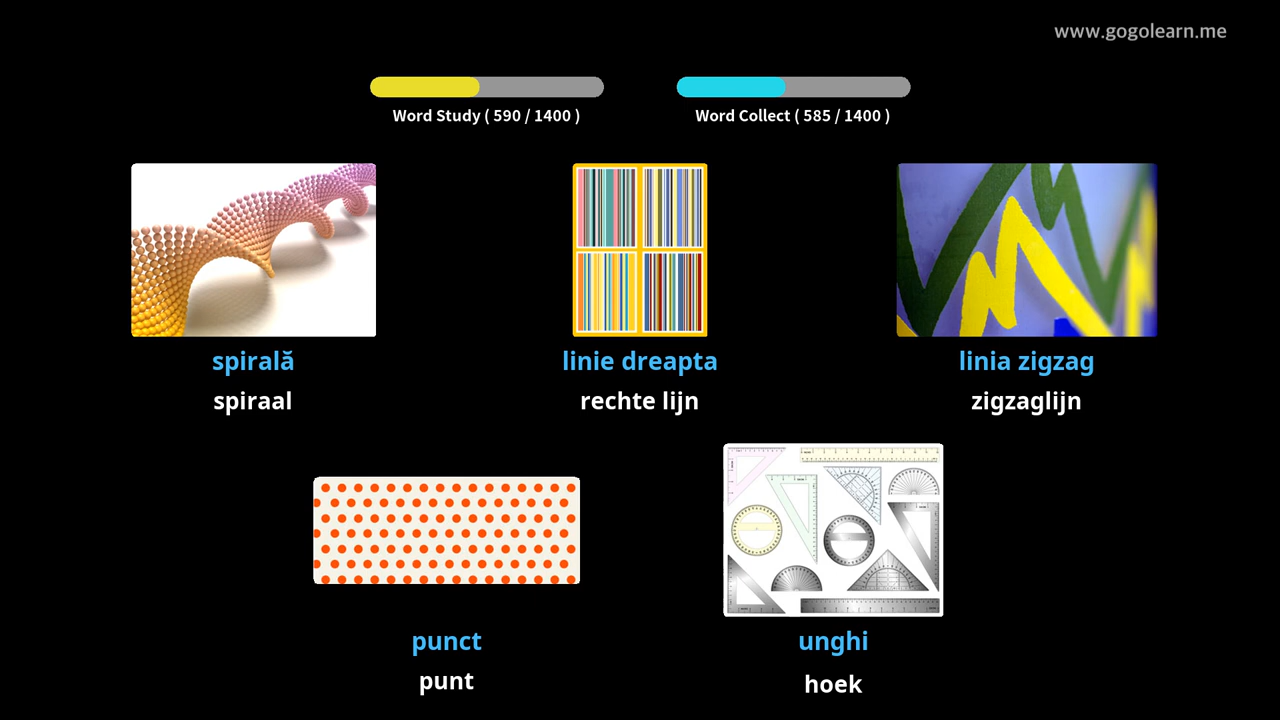 www.gogolearn.me
Word Study ( 590 / 1400 )
Word Collect ( 585 / 1400 )
spirală
linie dreapta
linia zigzag
spiraal
rechte lijn
zigzaglijn
punct
unghi
punt
hoek